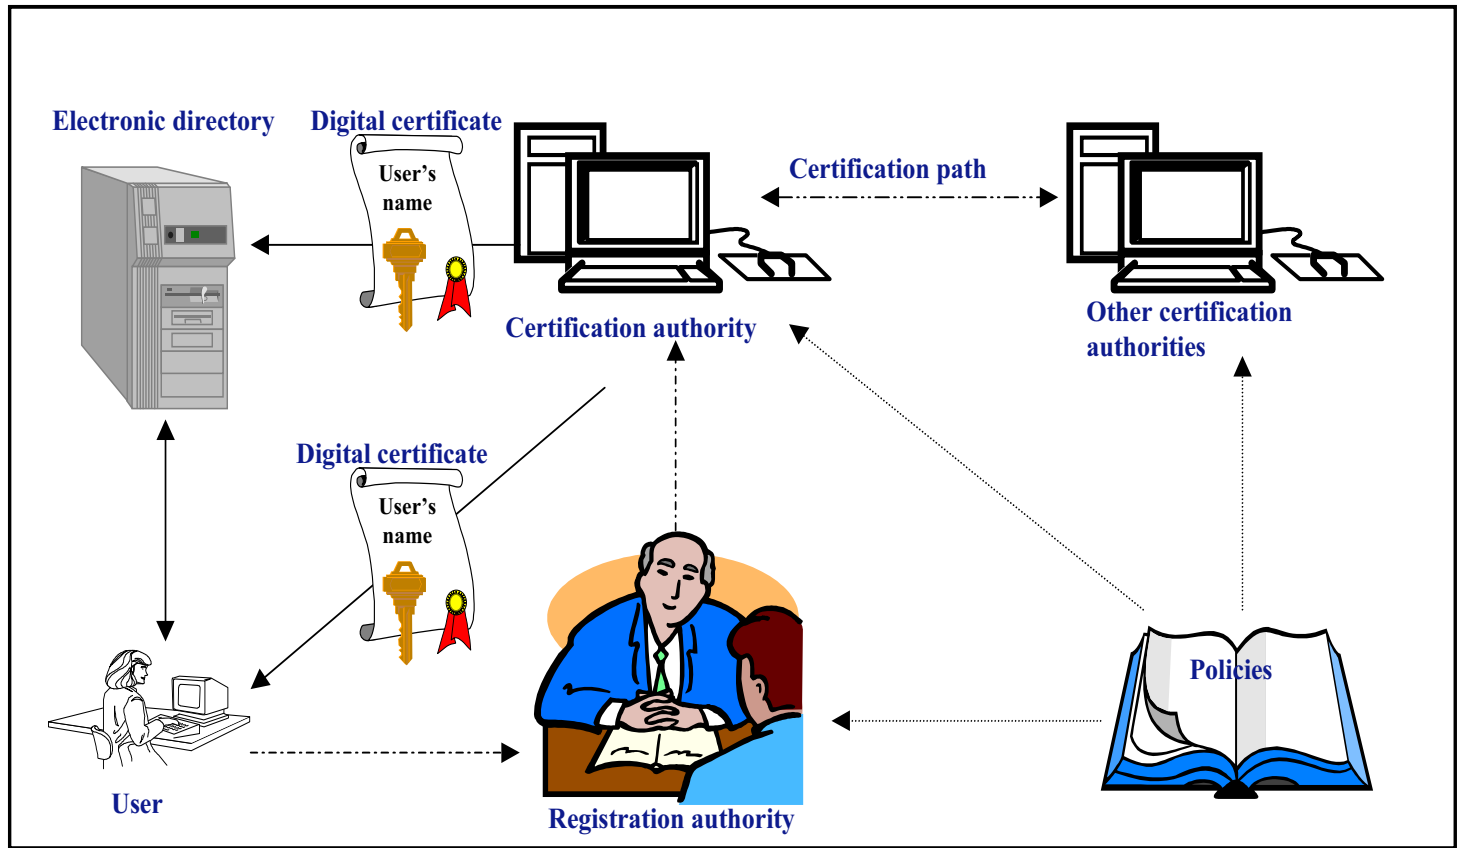 Electronic directory
Digital certificate
User's
name
Certification path
Certification authority
Other certification
authorities
Digital certificate
User's
name
Policies
User
Registration authority